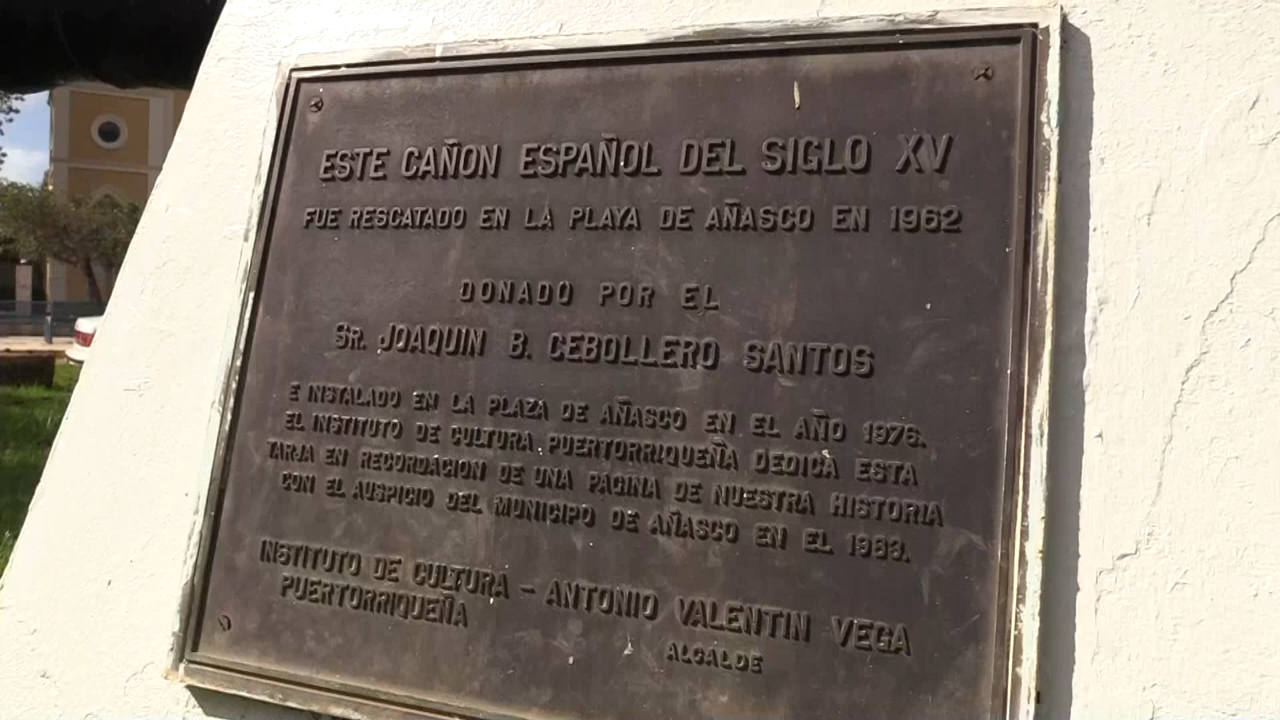 ESTE CAÑON ESPAÑOL DEL SIGLO XV
FUE RESCATADO EN LA PLAYA DE AÑASCO EN 1962
DONADO POR EL
SR. JOAQUIN B. CEBOLLERO SANTOS
E INSTALADO EN LA PLAZA DE AÑASCO EN EL AÑO 1976.
EL INSTITUTO DE CULTURA PUERTORRIQUEÑA DEDICA ESTA
TARJA EN RECORDACION DE UNA PAGINA DE NUESTRA HISTORIA
CON EL AUSPICIO DEL MUNICIPO DE AÑASCO EN EL 1983.
INSTITUTO DE CULTURA - ANTONIO VALENTIN VEGA
PUERTORRIQUEÑA
ALCALDE